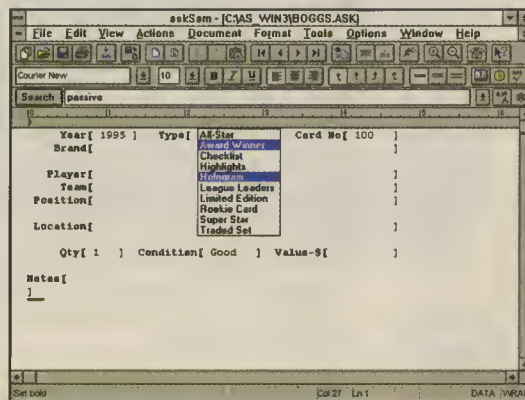 askSam - [C:\AS_WIN3\BOGGS.ASK]
File Edit View Actions Document Format Tools Options Window Help
Courier New 10 B I U
Search passive
Year[ 1995 ] Type[ All-Star Card No[ 100 ]
Brand[ Award Winner ]
Checklist
Highlights
Player[ Hologram ]
Team[ League Leaders ]
Position[ Limited Edition ]
Rookie Card
Location[ Super Star ]
Traded Set
Qty[ 1 ] Condition[ Good ] Value-$[ ]
Notes[
]
Set bold Col 27 Ln 1 DATA WRAP